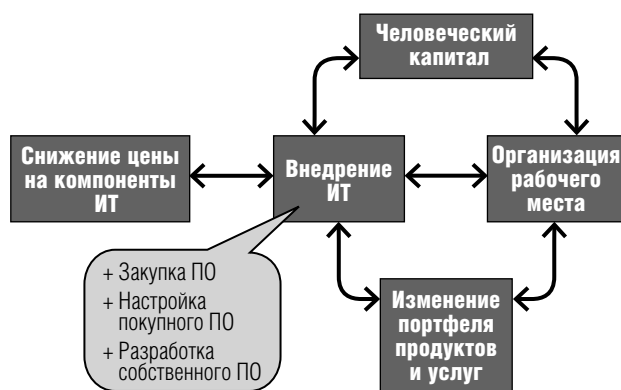 Человеческий
капитал
Снижение цены
на компоненты
ИТ
Внедрение
ИТ
Организация
рабочего
места
+ Закупка ПО
+ Настройка
покупного ПО
+ Разработка
собственного ПО
Изменение
портфеля
продуктов
и услуг